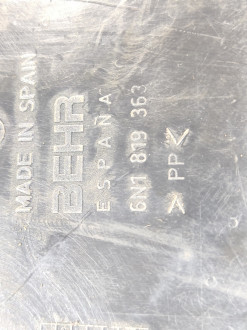 MADE IN SPAIN
BEHR
ESPAÑA
6N1 819 363
>PP<